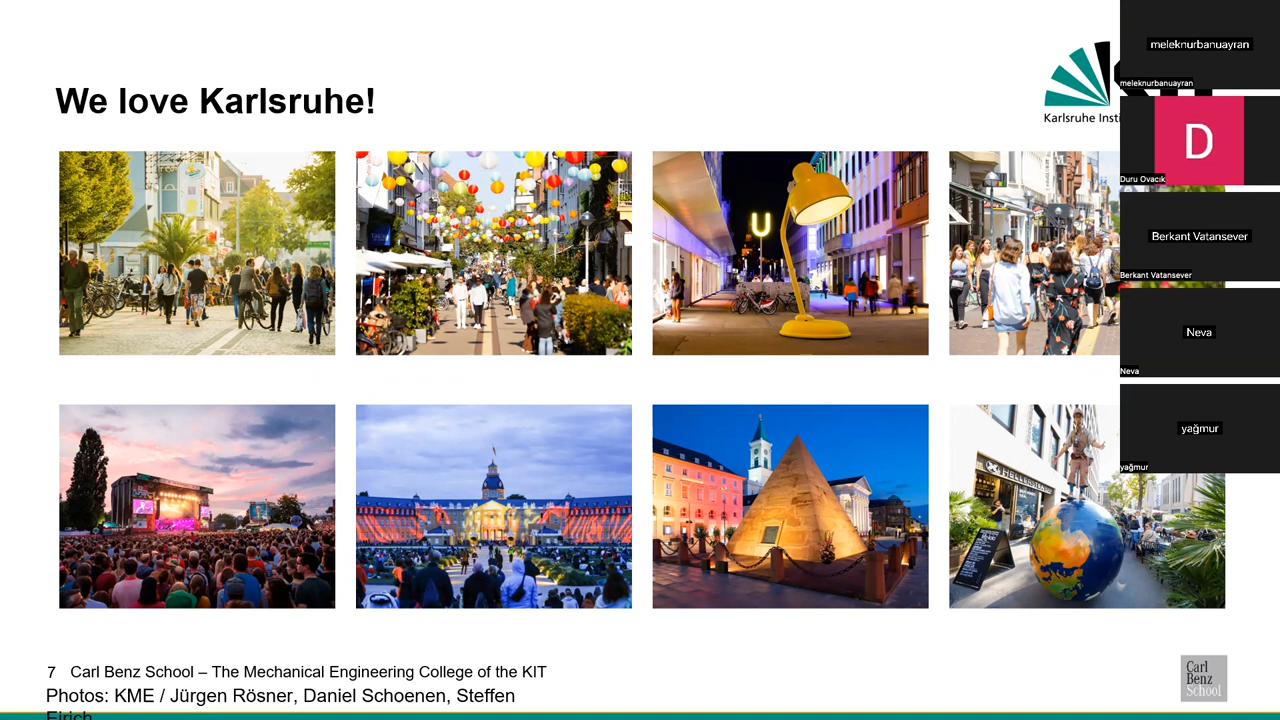 We love Karlsruhe!
Karlsruhe Insti
meleknurbanuayran
meleknurbanuayran
D
Duru Ovacık
Berkant Vatansever
Berkant Vatansever
Neva
Neva
yağmur
yağmur
U
7 Carl Benz School – The Mechanical Engineering College of the KIT
Photos: KME / Jürgen Rösner, Daniel Schoenen, Steffen
Eirich
Carl
Benz
School